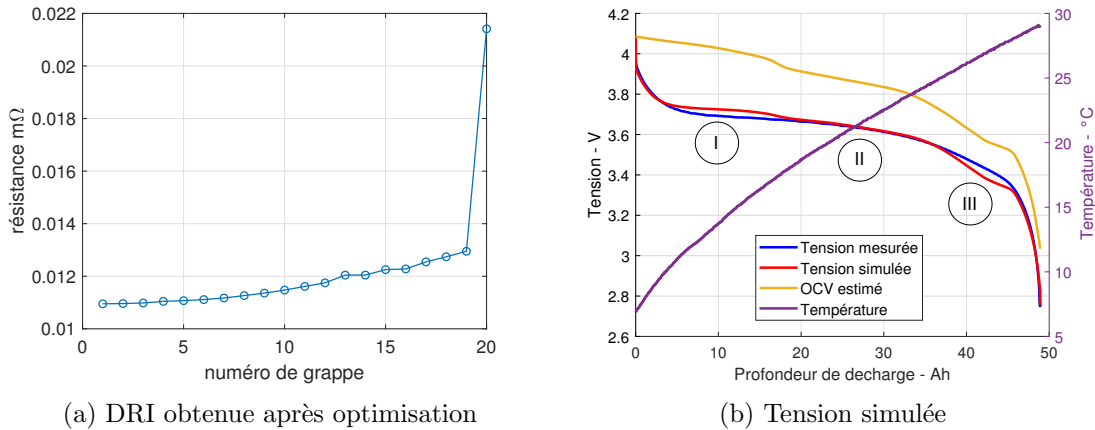 0.022
0.02
0.018
0.016
0.014
0.012
0.01
résistance mΩ
0 5 10 15 20
numéro de grappe
(a) DRI obtenue après optimisation
4.2
4
3.8
3.6
3.4
3.2
3
2.8
2.6
Tension - V
30
25
20
15
10
5
Température - °C
I
II
III
Tension mesurée
Tension simulée
OCV estimé
Température
0 10 20 30 40 50
Profondeur de decharge - Ah
(b) Tension simulée